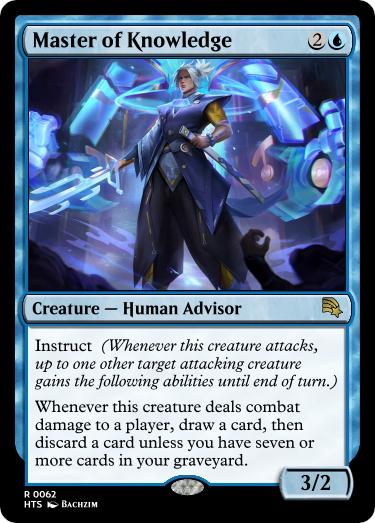 Master of Knowledge 2
Creature — Human Advisor
Instruct (Whenever this creature attacks,
up to one other target attacking creature
gains the following abilities until end of turn.)
Whenever this creature deals combat
damage to a player, draw a card, then
discard a card unless you have seven or
more cards in your graveyard.
3/2
R 0062
HTS BACHZIM